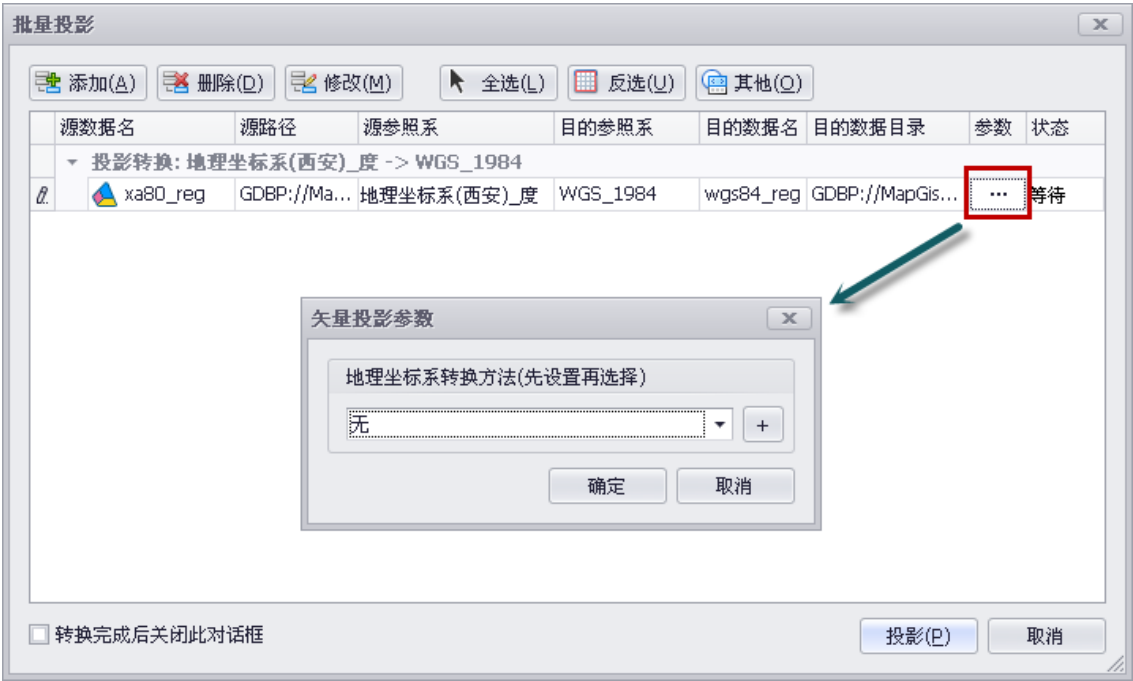 批量投影
添加(A) 删除(D) 修改(M) 全选(L) 反选(U) 其他(O)
源数据名 源路径 源参照系 目的参照系 目的数据名 目的数据目录 参数 状态
投影转换: 地理坐标系(西安)_度 -> WGS_1984
xa80_reg GDBP://Ma... 地理坐标系(西安)_度 WGS_1984 wgs84_reg GDBP://MapGis... ... 等待
矢量投影参数
地理坐标系转换方法(先设置再选择)
无 +
确定 取消
转换完成后关闭此对话框 投影(P) 取消